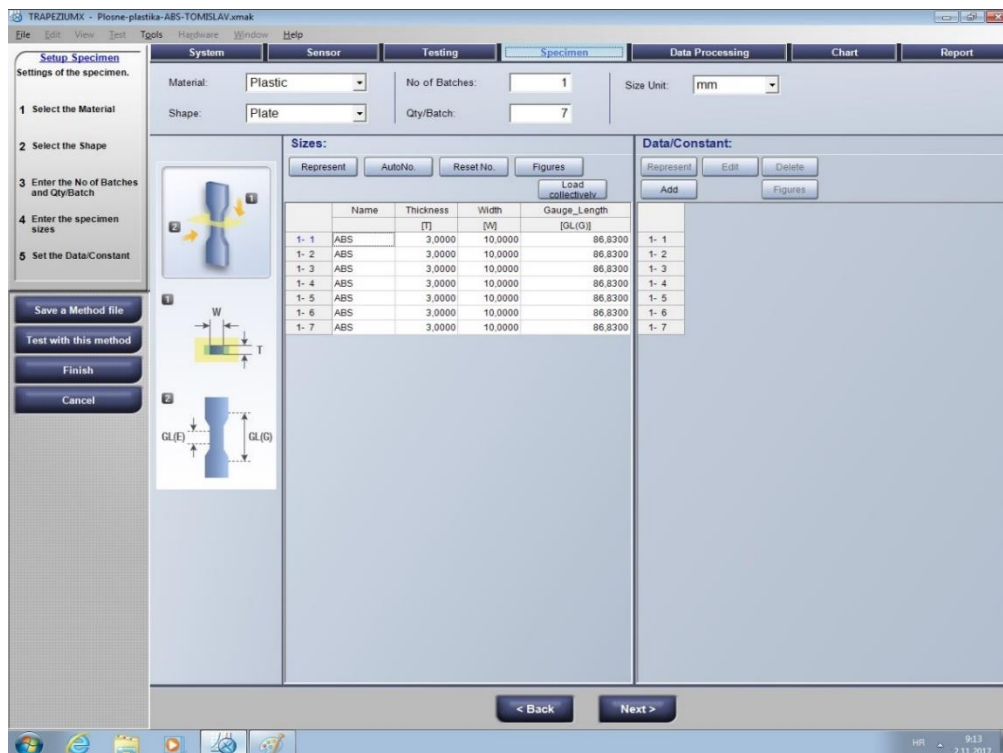 TRAPEZIUMX - Plosne-plastika-ABS-TOMISLAV.xmak
File Edit View Test Tools Hardware Window Help
Setup Specimen
Settings of the specimen.
1 Select the Material
2 Select the Shape
3 Enter the No of Batches
and Qty/Batch
4 Enter the specimen
sizes
5 Set the Data/Constant
Save a Method file
Test with this method
Finish
Cancel
System Sensor Testing Specimen Data Processing Chart Report
Material: Plastic No of Batches: 1 Size Unit: mm
Shape: Plate Qty/Batch: 7
1
2
1
W
T
2
GL(E) GL(G)
Sizes:
Represent AutoNo. Reset No. Figures
Load
collectively
Name Thickness Width Gauge_Length
[T] [W] [GL(G)]
1- 1 ABS 3,0000 10,0000 86,8300
1- 2 ABS 3,0000 10,0000 86,8300
1- 3 ABS 3,0000 10,0000 86,8300
1- 4 ABS 3,0000 10,0000 86,8300
1- 5 ABS 3,0000 10,0000 86,8300
1- 6 ABS 3,0000 10,0000 86,8300
1- 7 ABS 3,0000 10,0000 86,8300
Data/Constant:
Represent Edit Delete
Add Figures
1- 1
1- 2
1- 3
1- 4
1- 5
1- 6
1- 7
< Back Next >
HR 9:13
2.11.2017